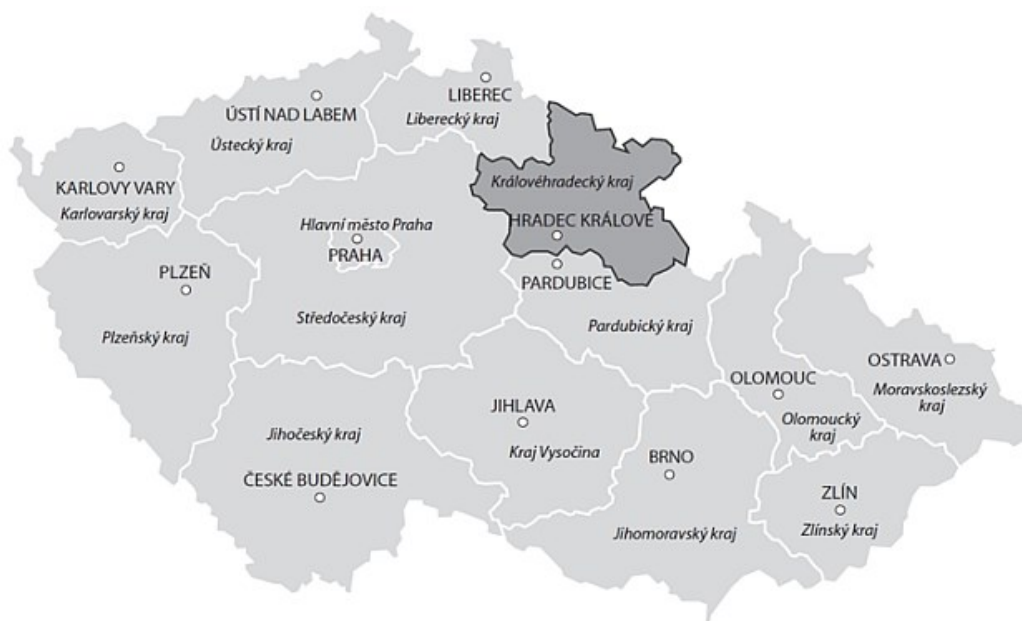 LIBEREC
Liberecký kraj
ÚSTÍ NAD LABEM
Ústecký kraj
KARLOVY VARY
Karlovarský kraj
Královéhradecký kraj
HRADEC KRÁLOVÉ
Hlavní město Praha
PRAHA
PLZEŇ
Plzeňský kraj
Středočeský kraj
PARDUBICE
Pardubický kraj
OSTRAVA
Moravskoslezský
kraj
OLOMOUC
Olomoucký
kraj
JIHLAVA
Kraj Vysočina
Jihočeský kraj
ČESKÉ BUDĚJOVICE
BRNO
Jihomoravský kraj
ZLÍN
Zlínský kraj